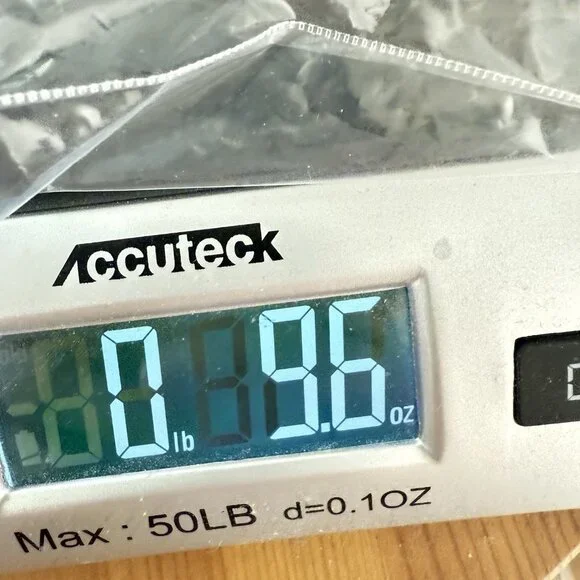 Accuteck
0 lb 9.6 oz
Max : 50LB d=0.1OZ